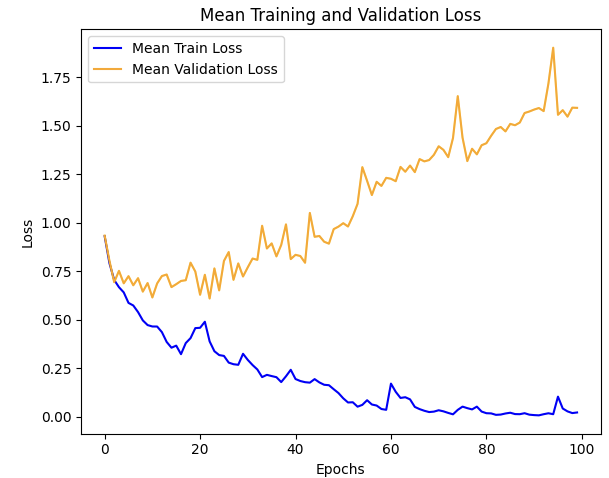 Mean Training and Validation Loss
Mean Train Loss
Mean Validation Loss
1.75
1.50
1.25
1.00
0.75
0.50
0.25
0.00
Loss
0 20 40 60 80 100
Epochs